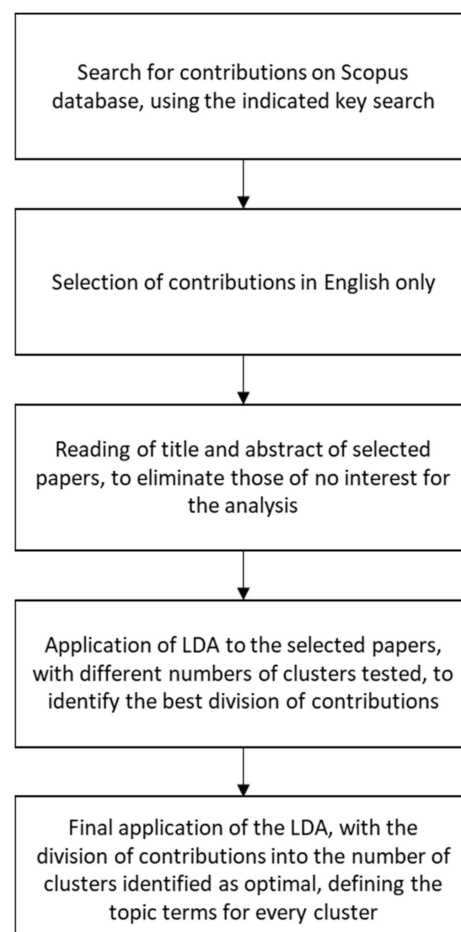 Search for contributions on Scopus
database, using the indicated key search
Selection of contributions in English only
Reading of title and abstract of selected
papers, to eliminate those of no interest for
the analysis
Application of LDA to the selected papers,
with different numbers of clusters tested, to
identify the best division of contributions
Final application of the LDA, with the
division of contributions into the number of
clusters identified as optimal, defining the
topic terms for every cluster